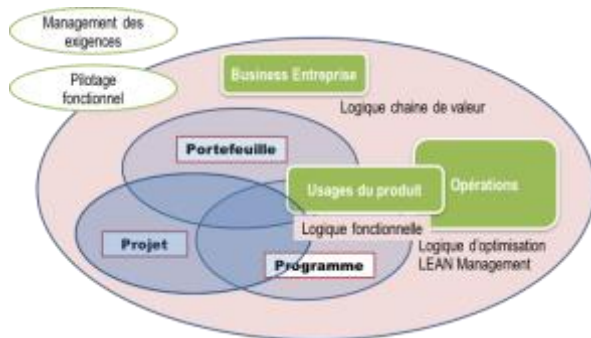 Management des
exigences
Pilotage
fonctionnel
Business Entreprise
Logique chaine de valeur
Portefeuille
Usages du produit
Opérations
Logique fonctionnelle
Projet
Logique d'optimisation
LEAN Management
Programme